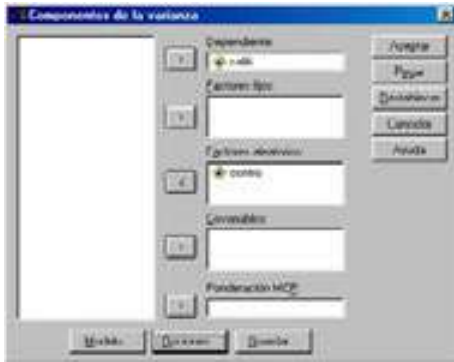 Componentes de la varianza
Dependiente
calif
Factores fijos
Factores aleatorios
centro
Covariables
Ponderación MCP
Aceptar
Pegar
Restablecer
Cancelar
Ayuda
Modelo
Opciones
Guardar